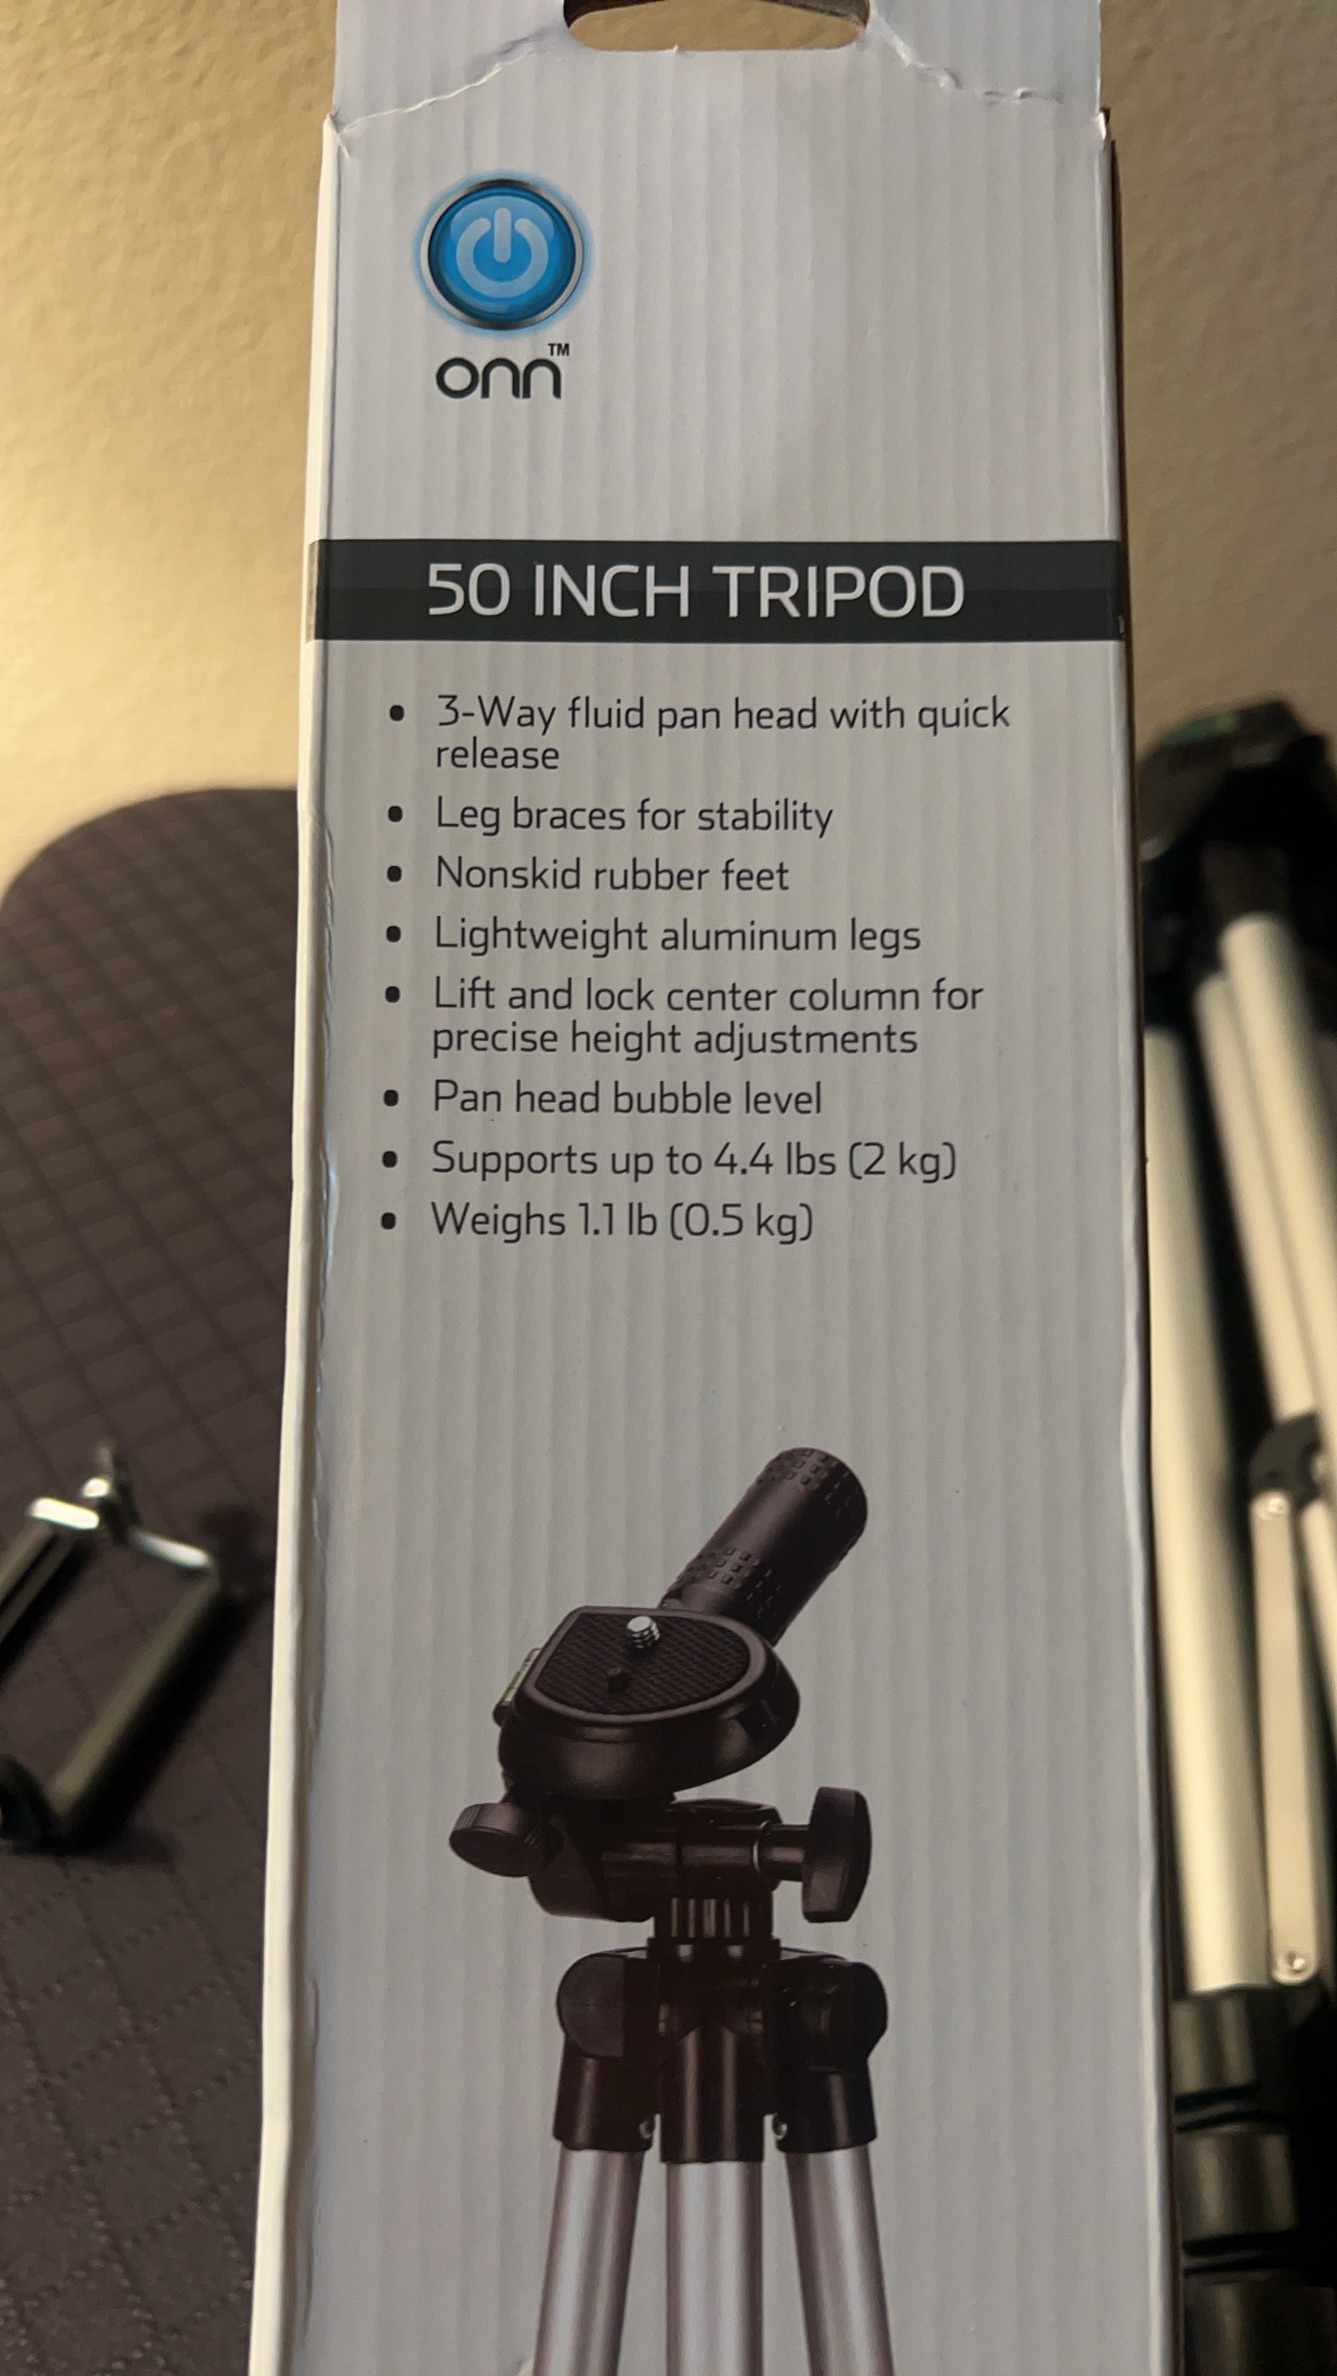 onn™
50 INCH TRIPOD
• 3-Way fluid pan head with quick
release
• Leg braces for stability
• Nonskid rubber feet
• Lightweight aluminum legs
• Lift and lock center column for
precise height adjustments
• Pan head bubble level
• Supports up to 4.4 lbs (2 kg)
• Weighs 1.1 lb (0.5 kg)